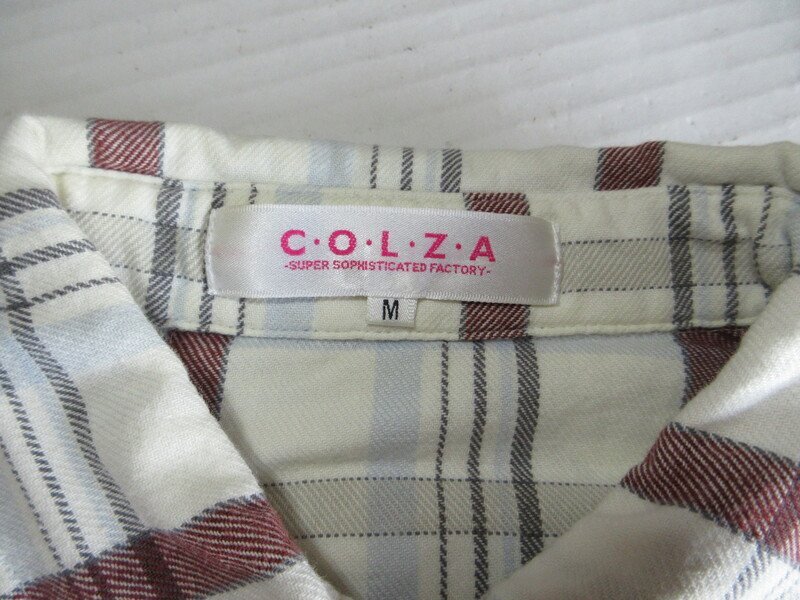 C·O·L·Z·A
-SUPER SOPHISTICATED FACTORY-
M